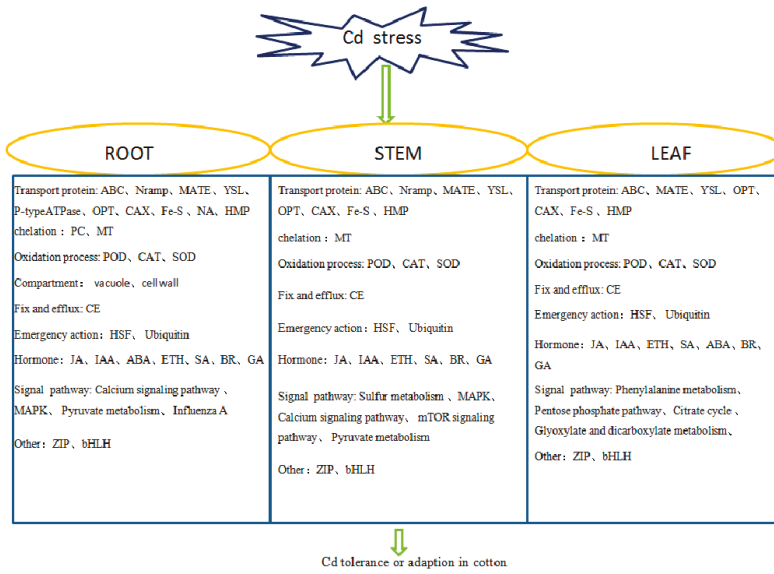 Cd stress
ROOT
STEM
LEAF
Transport protein: ABC、Nramp、MATE、YSL、
P-typeATPase、OPT、CAX、Fe-S、NA、HMP
chelation：PC、MT
Oxidation process: POD、CAT、SOD
Compartment： vacuole、cell wall
Fix and efflux: CE
Emergency action：HSF、Ubiquitin
Hormone：JA、IAA、ABA、ETH、SA、BR、GA
Signal pathway: Calcium signaling pathway、
MAPK、Pyruvate metabolism、Influenza A
Other：ZIP、bHLH
Transport protein：ABC、Nramp、MATE、YSL、
OPT、CAX、Fe-S、HMP
chelation：MT
Oxidation process: POD、CAT、SOD
Fix and efflux: CE
Emergency action：HSF、Ubiquitin
Hormone：JA、IAA、ETH、SA、BR、GA
Signal pathway: Sulfur metabolism、MAPK、
Calcium signaling pathway、mTOR signaling
pathway、Pyruvate metabolism
Other：ZIP、bHLH
Transport protein：ABC、MATE、YSL、OPT、
CAX、Fe-S、HMP
chelation：MT
Oxidation process: POD、CAT、SOD
Fix and efflux: CE
Emergency action：HSF、Ubiquitin
Hormone：JA、IAA、ETH、SA、ABA、BR、
GA
Signal pathway: Phenylalanine metabolism、
Pentose phosphate pathway、Citrate cycle、
Glyoxylate and dicarboxylate metabolism、
Other：ZIP、bHLH
Cd tolerance or adaption in cotton